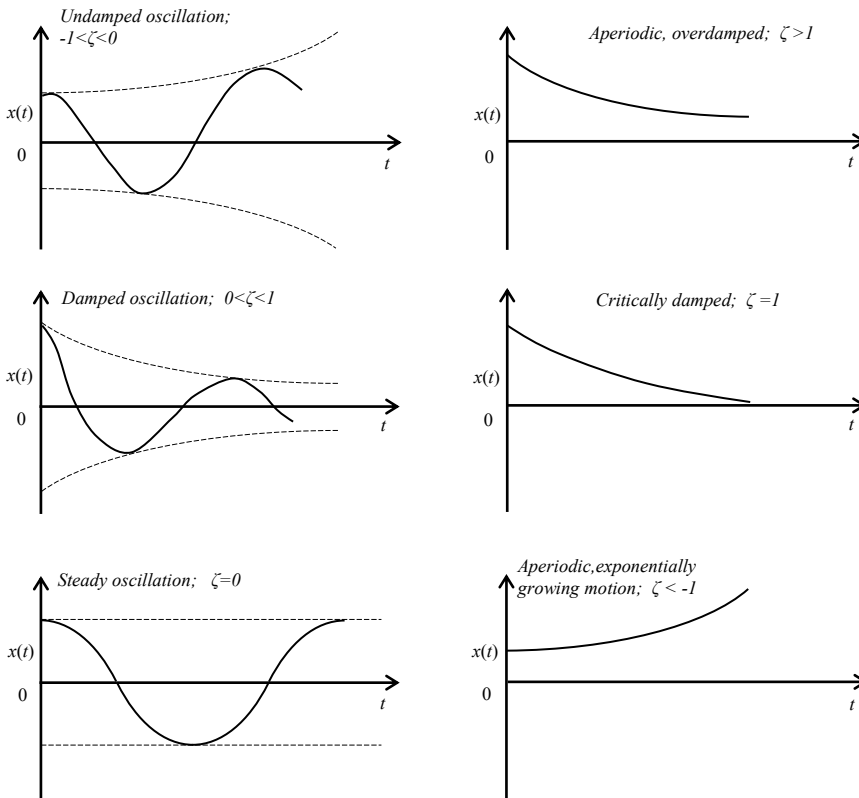 Undamped oscillation;
-1<ζ<0
x(t)
0
t
Aperiodic, overdamped; ζ >1
x(t)
0
t
Damped oscillation; 0<ζ<1
x(t)
0
t
Critically damped; ζ =1
x(t)
0
t
Steady oscillation; ζ=0
x(t)
0
t
Aperiodic,exponentially
growing motion; ζ < -1
x(t)
0
t